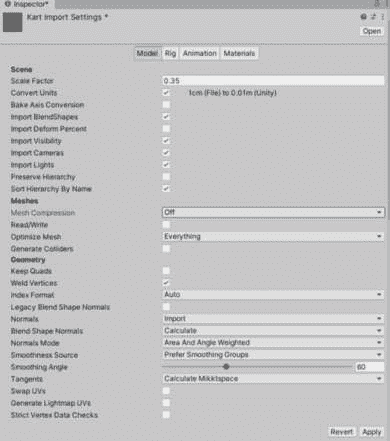 Inspector*
Kart Import Settings *
Open
Model Rig Animation Materials
Scene
Scale Factor 0.35
Convert Units 1cm (File) to 0.01m (Unity)
Bake Axis Conversion
Import BlendShapes
Import Deform Percent
Import Visibility
Import Cameras
Import Lights
Preserve Hierarchy
Sort Hierarchy By Name
Meshes
Mesh Compression Off
Read/Write
Optimize Mesh Everything
Generate Colliders
Geometry
Keep Quads
Weld Vertices
Index Format Auto
Legacy Blend Shape Normals
Normals Import
Blend Shape Normals Calculate
Normals Mode Area And Angle Weighted
Smoothness Source Prefer Smoothing Groups
Smoothing Angle 60
Tangents Calculate Mikktspace
Swap UVs
Generate Lightmap UVs
Strict Vertex Data Checks
Revert Apply